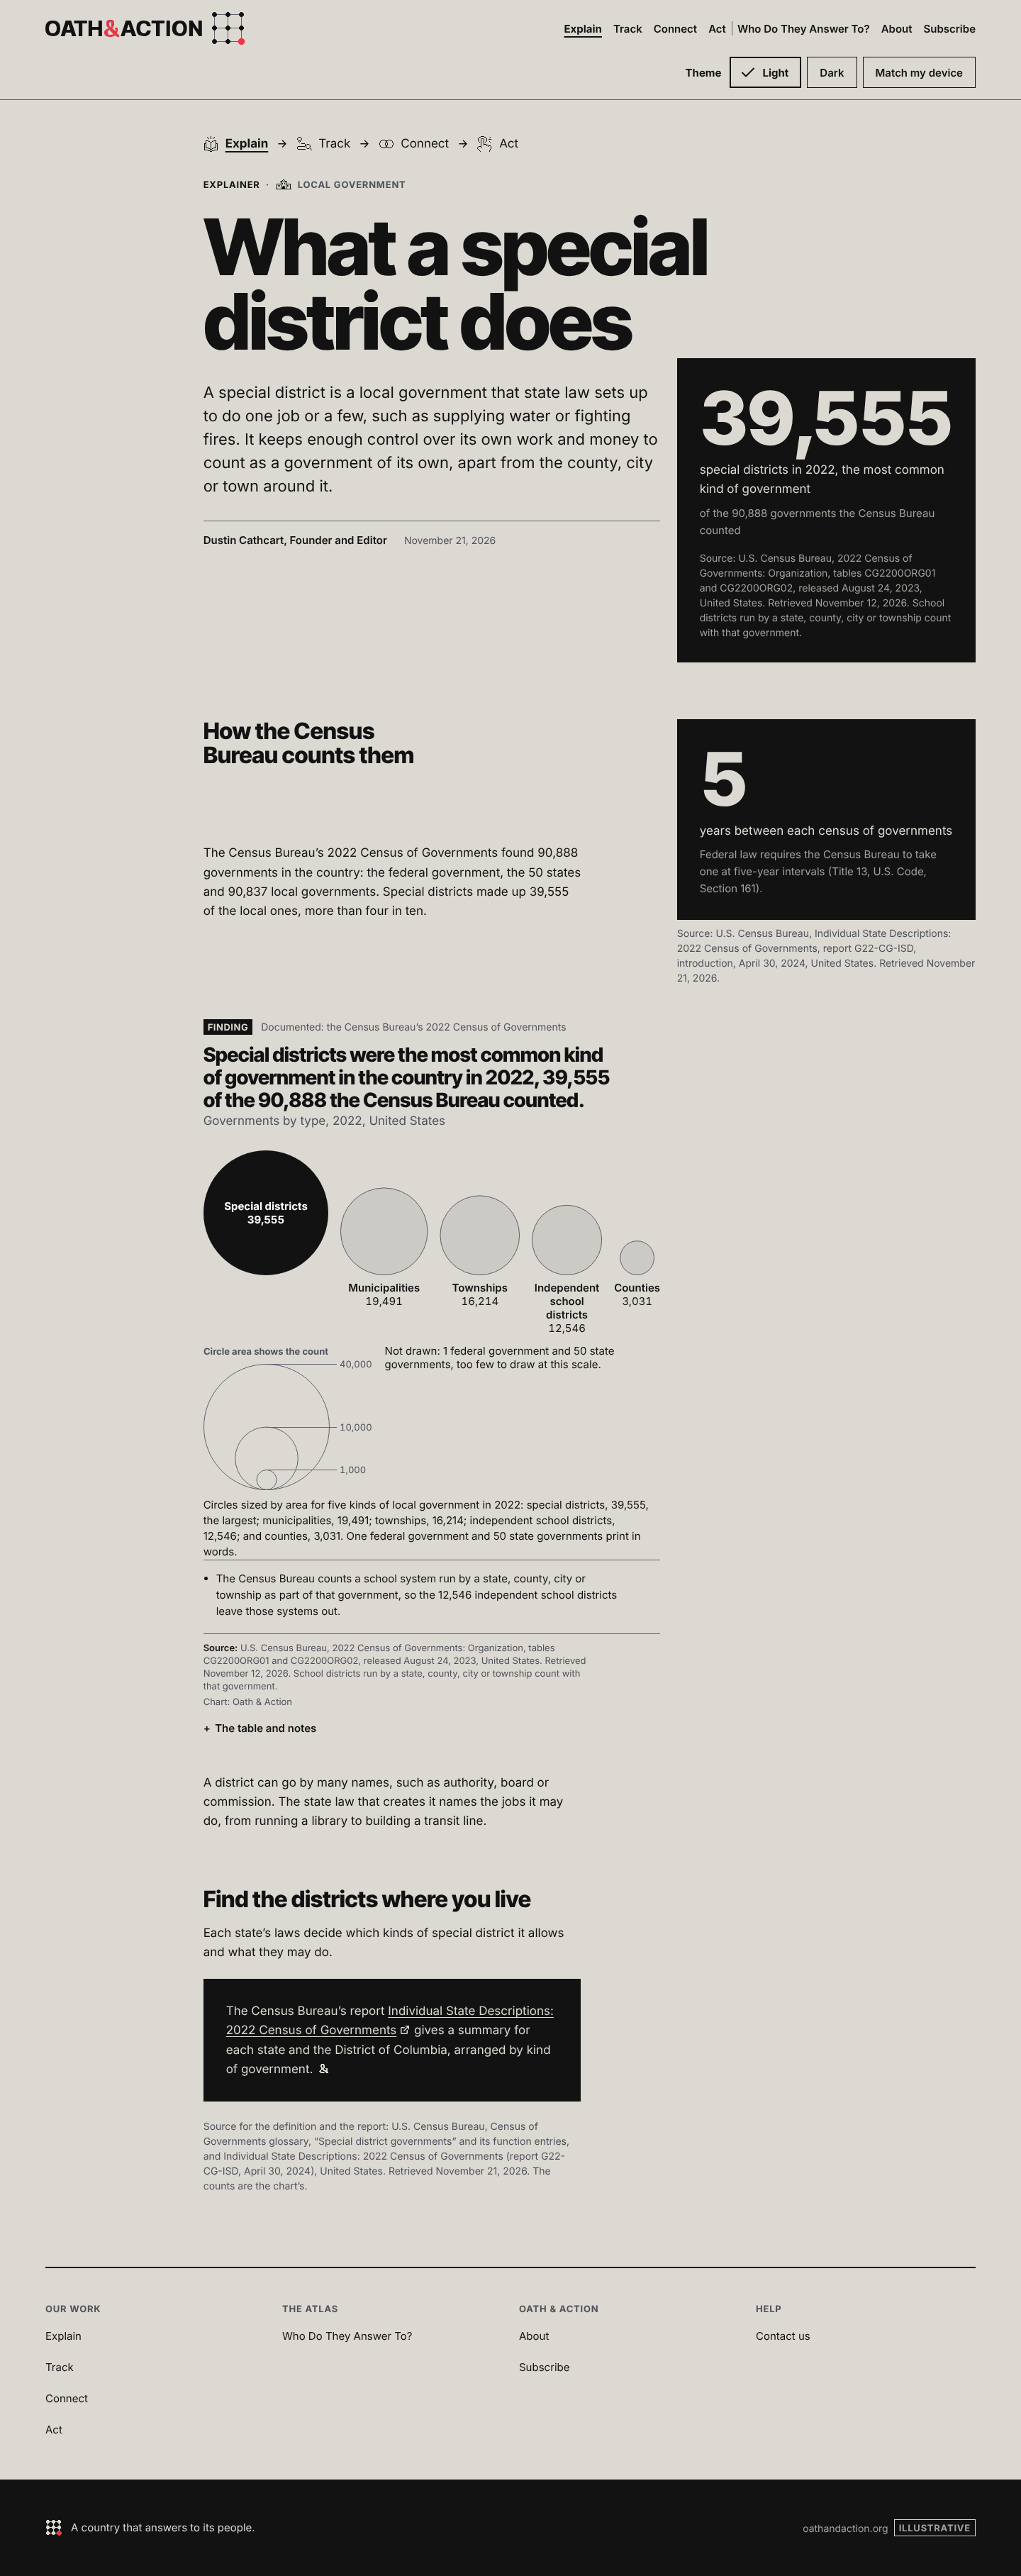 OATH&ACTION
Explain Track Connect Act Who Do They Answer To? About Subscribe
Theme Light Dark Match my device
Explain → Track → Connect → Act
EXPLAINER · LOCAL GOVERNMENT
What a special
district does
A special district is a local government that state law sets up
to do one job or a few, such as supplying water or fighting
fires. It keeps enough control over its own work and money to
count as a government of its own, apart from the county, city
or town around it.
Dustin Cathcart, Founder and Editor November 21, 2026
39,555
special districts in 2022, the most common
kind of government
of the 90,888 governments the Census Bureau
counted
Source: U.S. Census Bureau, 2022 Census of
Governments: Organization, tables CG2200ORG01
and CG2200ORG02, released August 24, 2023,
United States. Retrieved November 12, 2026. School
districts run by a state, county, city or township count
with that government.
How the Census
Bureau counts them
The Census Bureau’s 2022 Census of Governments found 90,888
governments in the country: the federal government, the 50 states
and 90,837 local governments. Special districts made up 39,555
of the local ones, more than four in ten.
5
years between each census of governments
Federal law requires the Census Bureau to take
one at five-year intervals (Title 13, U.S. Code,
Section 161).
Source: U.S. Census Bureau, Individual State Descriptions:
2022 Census of Governments, report G22-CG-ISD,
introduction, April 30, 2024, United States. Retrieved November
21, 2026.
FINDING Documented: the Census Bureau’s 2022 Census of Governments
Special districts were the most common kind
of government in the country in 2022, 39,555
of the 90,888 the Census Bureau counted.
Governments by type, 2022, United States
Special districts
39,555
Municipalities
19,491
Townships
16,214
Independent
school
districts
12,546
Counties
3,031
Circle area shows the count
40,000
10,000
1,000
Not drawn: 1 federal government and 50 state
governments, too few to draw at this scale.
Circles sized by area for five kinds of local government in 2022: special districts, 39,555,
the largest; municipalities, 19,491; townships, 16,214; independent school districts,
12,546; and counties, 3,031. One federal government and 50 state governments print in
words.
• The Census Bureau counts a school system run by a state, county, city or
township as part of that government, so the 12,546 independent school districts
leave those systems out.
Source: U.S. Census Bureau, 2022 Census of Governments: Organization, tables
CG2200ORG01 and CG2200ORG02, released August 24, 2023, United States. Retrieved
November 12, 2026. School districts run by a state, county, city or township count with
that government.
Chart: Oath & Action
+ The table and notes
A district can go by many names, such as authority, board or
commission. The state law that creates it names the jobs it may
do, from running a library to building a transit line.
Find the districts where you live
Each state’s laws decide which kinds of special district it allows
and what they may do.
The Census Bureau’s report Individual State Descriptions:
2022 Census of Governments gives a summary for
each state and the District of Columbia, arranged by kind
of government. &
Source for the definition and the report: U.S. Census Bureau, Census of
Governments glossary, “Special district governments” and its function entries,
and Individual State Descriptions: 2022 Census of Governments (report G22-
CG-ISD, April 30, 2024), United States. Retrieved November 21, 2026. The
counts are the chart’s.
OUR WORK
Explain
Track
Connect
Act
THE ATLAS
Who Do They Answer To?
OATH & ACTION
About
Subscribe
HELP
Contact us
A country that answers to its people.
oathandaction.org ILLUSTRATIVE